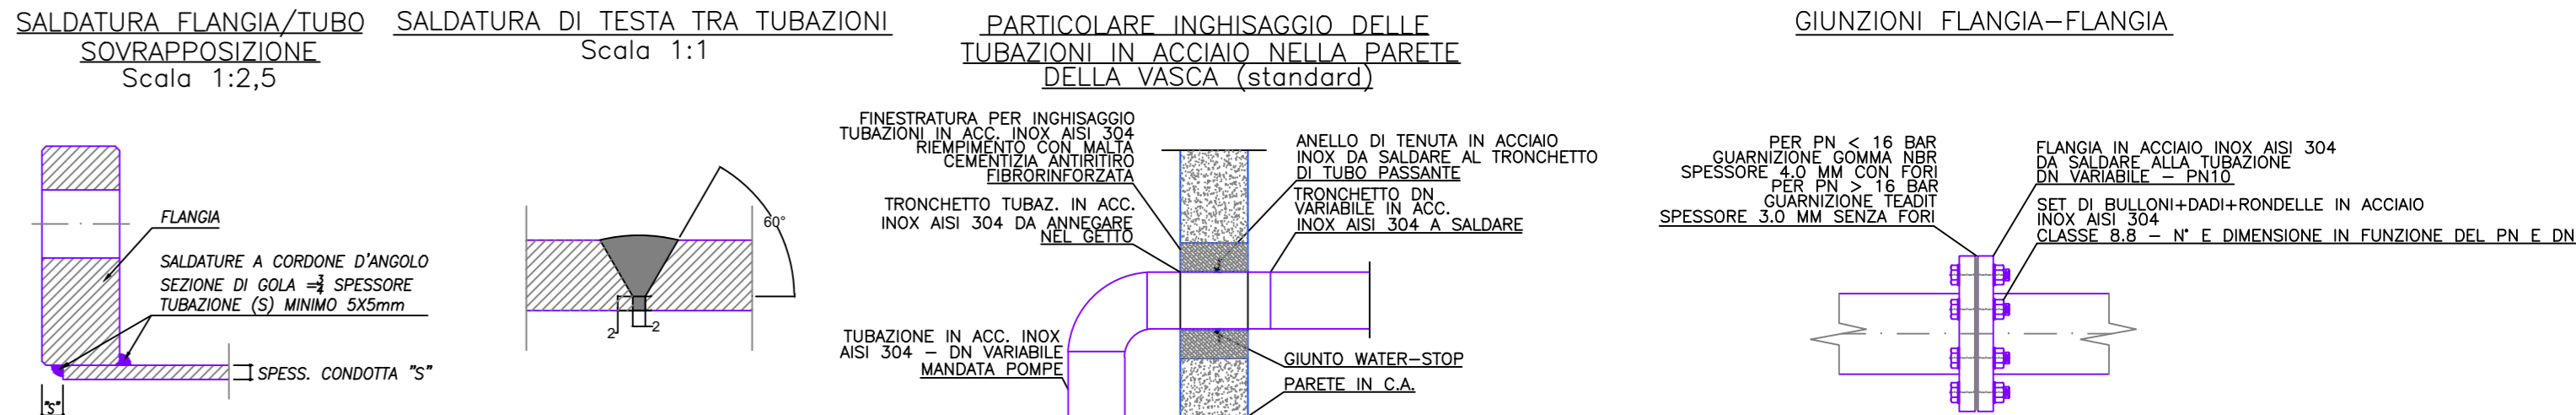 SALDATURA FLANGIA/TUBO
SOVRAPPOSIZIONE
Scala 1:2,5
FLANGIA
SALDATURE A CORDONE D'ANGOLO
SEZIONE DI GOLA =3/4 SPESSORE
TUBAZIONE (S) MINIMO 5X5mm
SPESS. CONDOTTA "S"
"S"
SALDATURA DI TESTA TRA TUBAZIONI
Scala 1:1
60°
2
2
PARTICOLARE INGHISAGGIO DELLE
TUBAZIONI IN ACCIAIO NELLA PARETE
DELLA VASCA (standard)
FINESTRATURA PER INGHISAGGIO
TUBAZIONI IN ACC. INOX AISI 304
RIEMPIMENTO CON MALTA
CEMENTIZIA ANTIRITIRO
FIBRORINFORZATA
TRONCHETTO TUBAZ. IN ACC.
INOX AISI 304 DA ANNEGARE
NEL GETTO
TUBAZIONE IN ACC. INOX
AISI 304 – DN VARIABILE
MANDATA POMPE
ANELLO DI TENUTA IN ACCIAIO
INOX DA SALDARE AL TRONCHETTO
DI TUBO PASSANTE
TRONCHETTO DN
VARIABILE IN ACC.
INOX AISI 304 A SALDARE
GIUNTO WATER–STOP
PARETE IN C.A.
GIUNZIONI FLANGIA–FLANGIA
PER PN < 16 BAR
GUARNIZIONE GOMMA NBR
SPESSORE 4.0 MM CON FORI
PER PN > 16 BAR
GUARNIZIONE TEADIT
SPESSORE 3.0 MM SENZA FORI
FLANGIA IN ACCIAIO INOX AISI 304
DA SALDARE ALLA TUBAZIONE
DN VARIABILE – PN10
SET DI BULLONI+DADI+RONDELLE IN ACCIAIO
INOX AISI 304
CLASSE 8.8 – N° E DIMENSIONE IN FUNZIONE DEL PN E DN